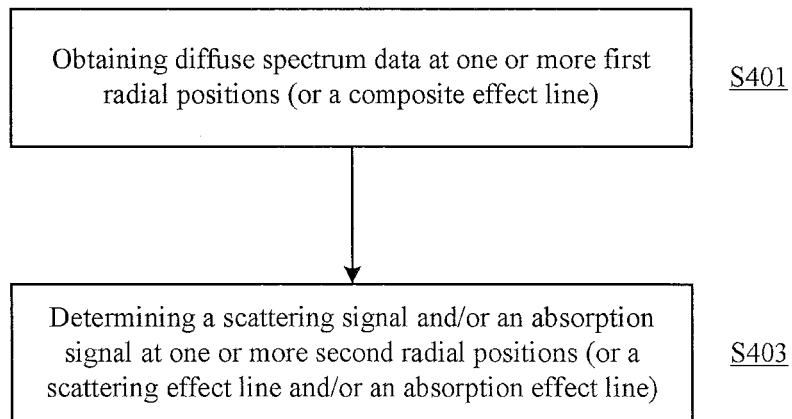 Obtaining diffuse spectrum data at one or more first
radial positions (or a composite effect line)
S401
Determining a scattering signal and/or an absorption
signal at one or more second radial positions (or a
scattering effect line and/or an absorption effect line)
S403